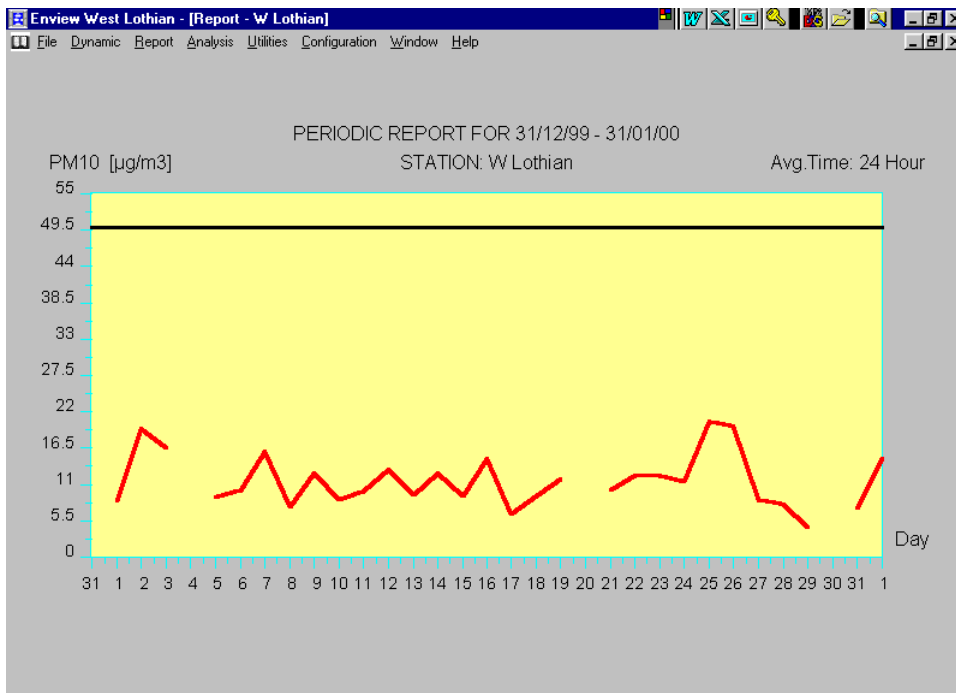 Enview West Lothian - [Report - W Lothian]
File Dynamic Report Analysis Utilities Configuration Window Help
PERIODIC REPORT FOR 31/12/99 - 31/01/00
PM10 [µg/m3] STATION: W Lothian Avg.Time: 24 Hour
55
49.5
44
38.5
33
27.5
22
16.5
11
5.5
0
Day
31 1 2 3 4 5 6 7 8 9 10 11 12 13 14 15 16 17 18 19 20 21 22 23 24 25 26 27 28 29 30 31 1